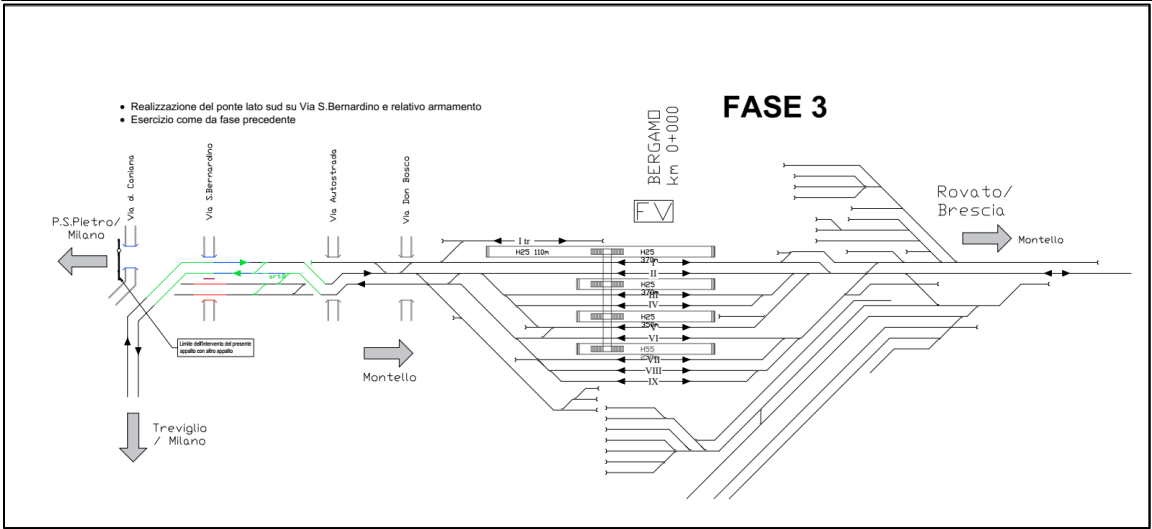 • Realizzazione del ponte lato sud su Via S.Bernardino e relativo armamento
• Esercizio come da fase precedente
FASE 3
BERGAMO
km 0+000
FV
Via d. Caniana
Via S.Bernardino
Via Autostrada
Via Don Bosco
P.S.Pietro/
Milano
Rovato/
Brescia
Montello
I tr
H25 110m
H25
370m
I
II
H25
370m
III
IV
H25
350m
V
VI
H55
VII
VIII
IX
Limite dell'intervento del presente
appalto con altro appalto
Montello
Treviglio
/ Milano